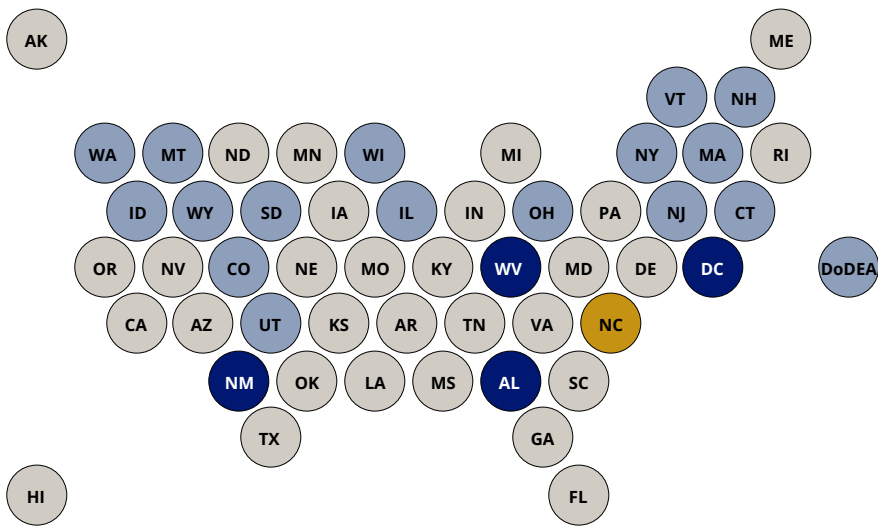 AK ME
VT NH
WA MT ND MN WI MI NY MA RI
ID WY SD IA IL IN OH PA NJ CT
OR NV CO NE MO KY WV MD DE DC DoDEA
CA AZ UT KS AR TN VA NC
NM OK LA MS AL SC
TX GA
HI FL